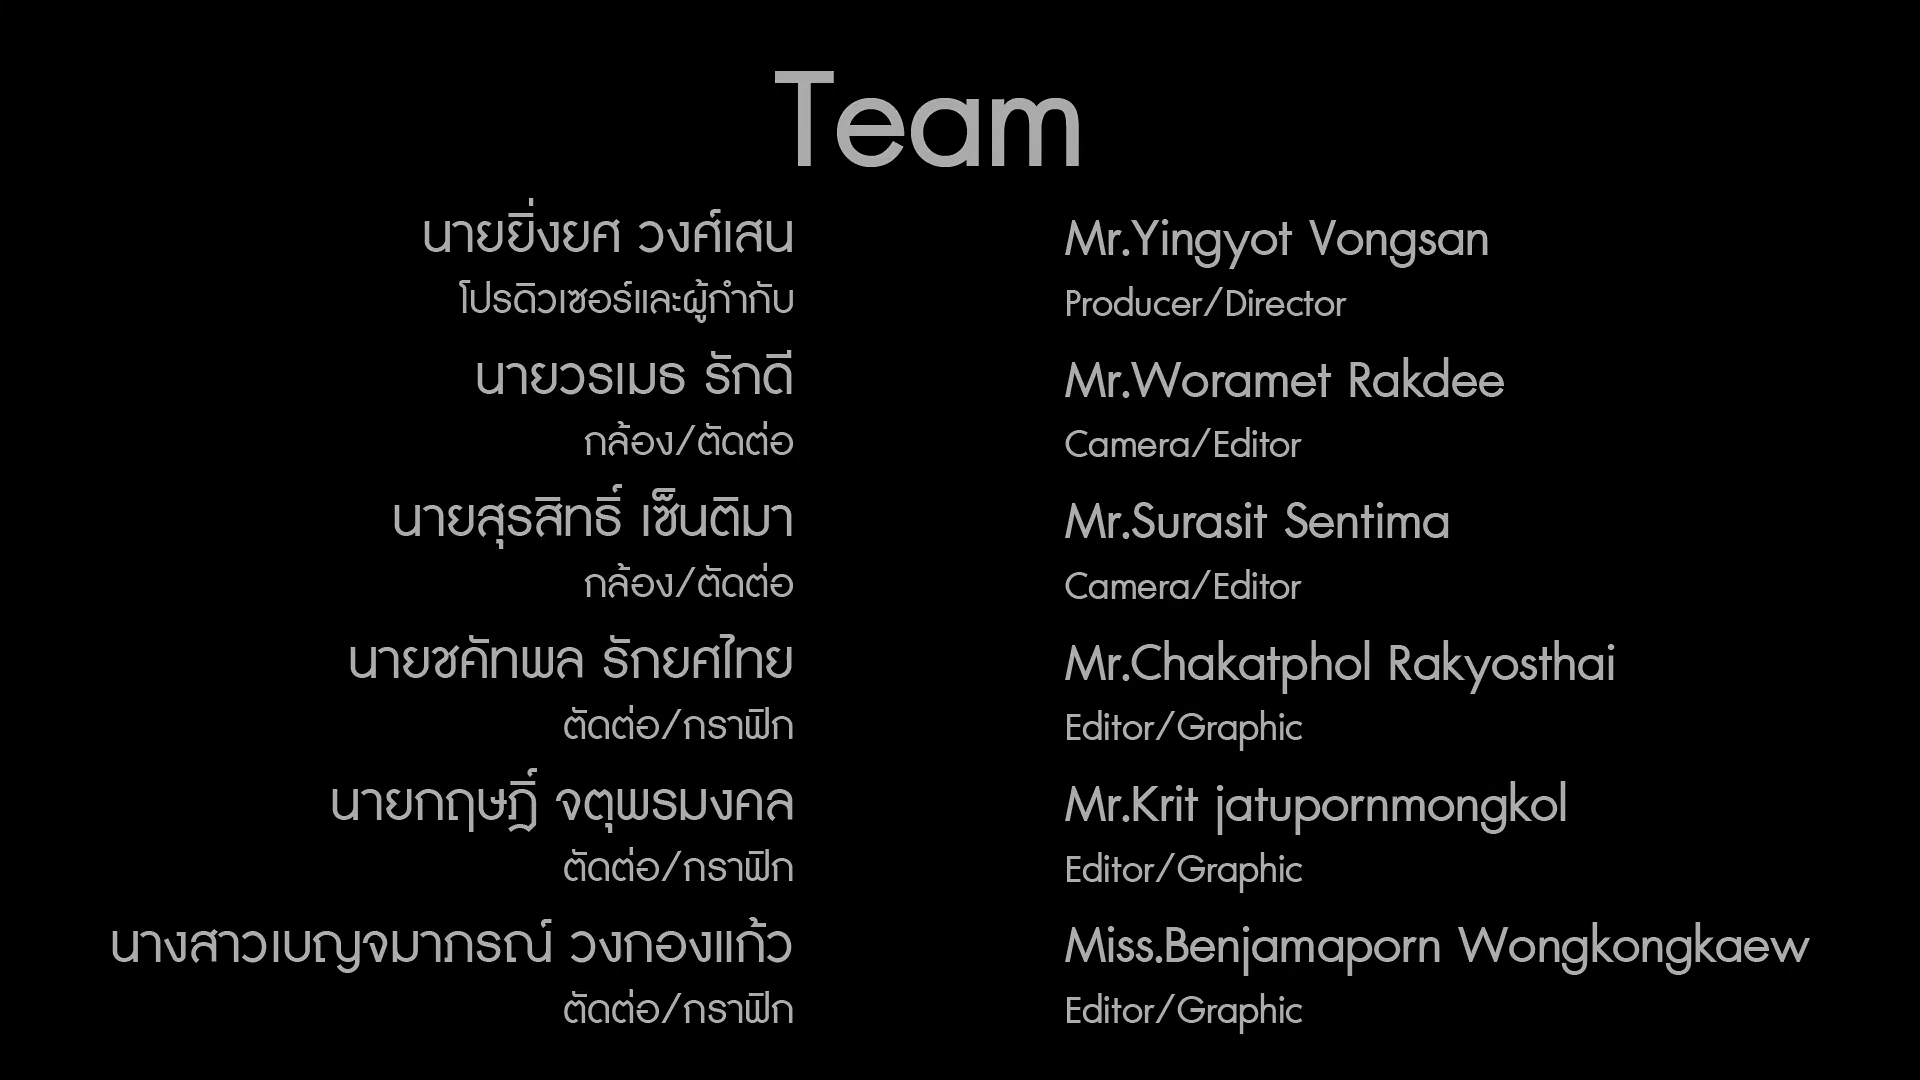 Team
นายยิ่งยศ วงศ์เสน
Mr.Yingyot Vongsan
โปรดิวเซอร์และผู้กำกับ
Producer/Director
นายวรเมธ รักดี
Mr.Woramet Rakdee
กล้อง/ตัดต่อ
Camera/Editor
นายสุรสิทธิ์ เซ็นติมา
Mr.Surasit Sentima
กล้อง/ตัดต่อ
Camera/Editor
นายชคัทพล รักยศไทย
Mr.Chakatphol Rakyosthai
ตัดต่อ/กราฟิก
Editor/Graphic
นายกฤษฎิ์ จตุพรมงคล
Mr.Krit jatupornmongkol
ตัดต่อ/กราฟิก
Editor/Graphic
นางสาวเบญจมาภรณ์ วงกองแก้ว
Miss.Benjamaporn Wongkongkaew
ตัดต่อ/กราฟิก
Editor/Graphic